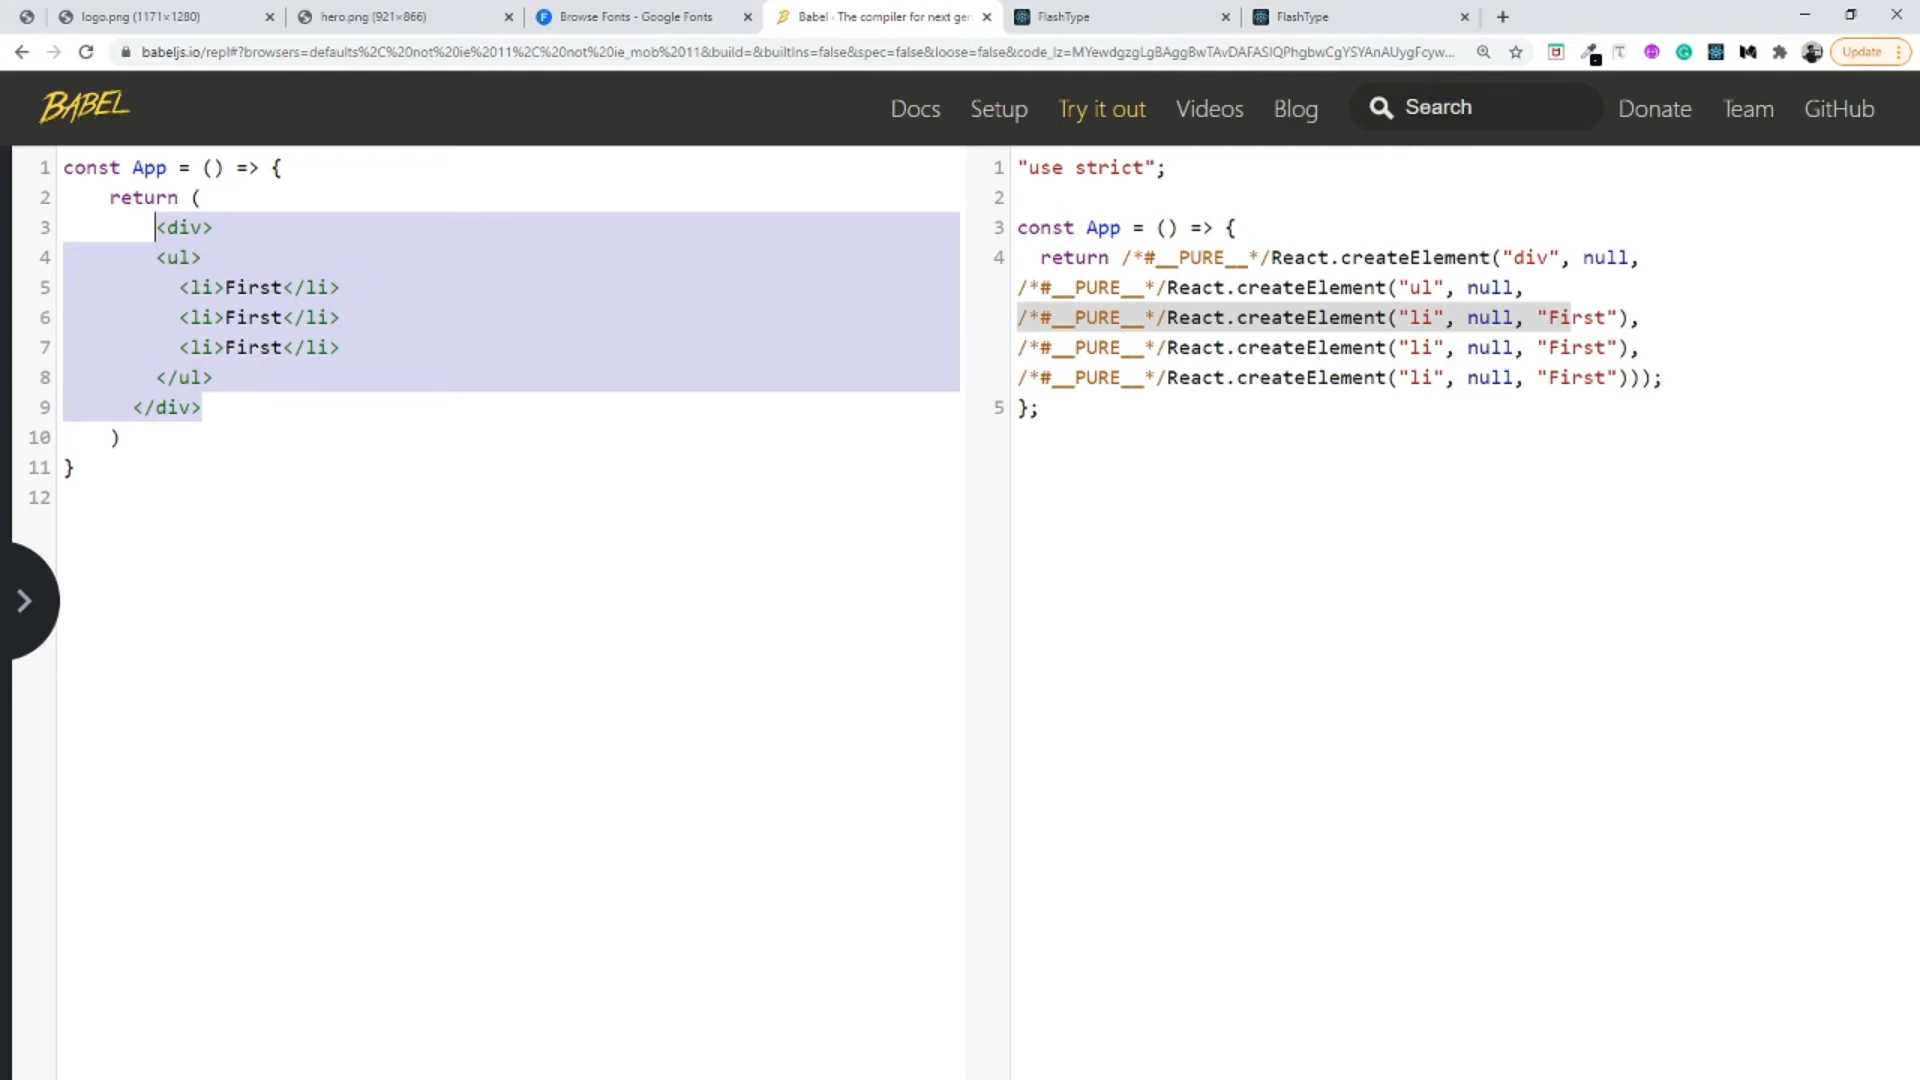 logo.png (1171×1280)
hero.png (921×866)
Browse Fonts - Google Fonts
Babel · The compiler for next gen
FlashType
FlashType
babeljs.io/repl#?browsers=defaults%2C%20not%20ie%2011%2C%20not%20ie_mob%2011&build=&builtIns=false&spec=false&loose=false&code_lz=MYewdgzgLgBAggBwTAvDAFASlQPhgbwCgYSYAnAUygFcyw...
Update
BABEL
Docs
Setup
Try it out
Videos
Blog
Search
Donate
Team
GitHub
1 const App = () => {
2 return (
3 <div>
4 <ul>
5 <li>First</li>
6 <li>First</li>
7 <li>First</li>
8 </ul>
9 </div>
10 )
11 }
12
1 "use strict";
2
3 const App = () => {
4 return /*#__PURE__*/React.createElement("div", null,
/*#__PURE__*/React.createElement("ul", null,
/*#__PURE__*/React.createElement("li", null, "First"),
/*#__PURE__*/React.createElement("li", null, "First"),
/*#__PURE__*/React.createElement("li", null, "First")));
5 };